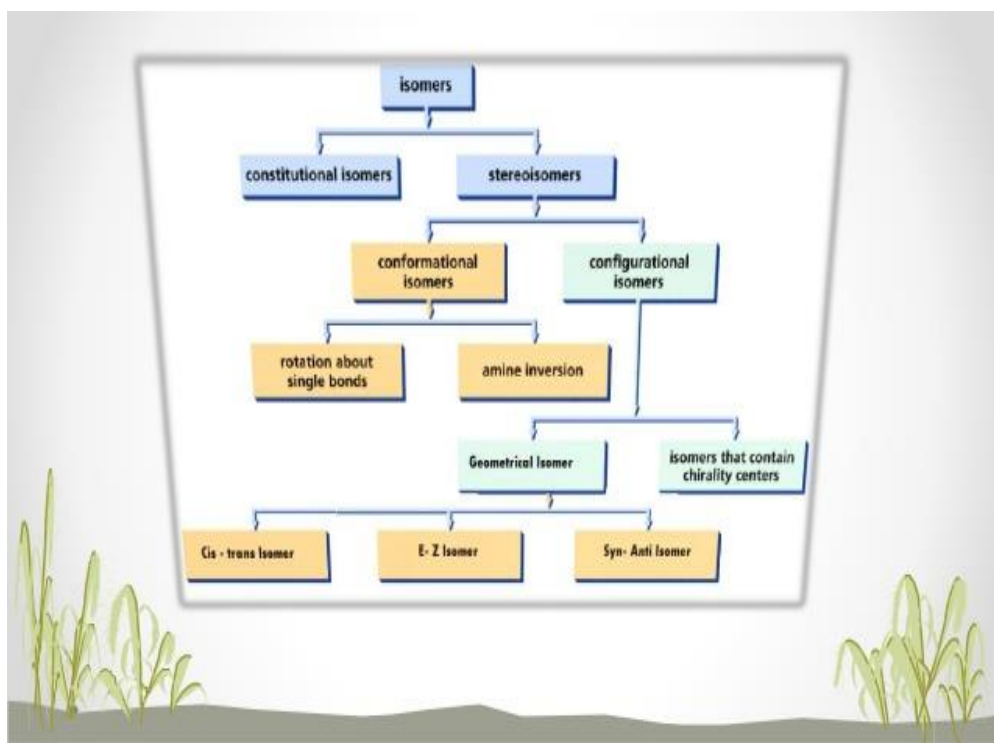 isomers
constitutional isomers
stereoisomers
conformational
isomers
configurational
isomers
rotation about
single bonds
amine inversion
Geometrical Isomer
isomers that contain
chirality centers
Cis - trans Isomer
E- Z Isomer
Syn- Anti Isomer